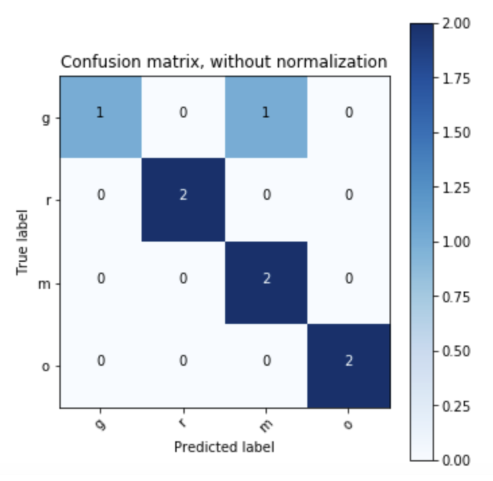 Confusion matrix, without normalization
2.00
1.75
1.50
1.25
1.00
0.75
0.50
0.25
0.00
True label
g 1 0 1 0
r 0 2 0 0
m 0 0 2 0
o 0 0 0 2
g r m o
Predicted label